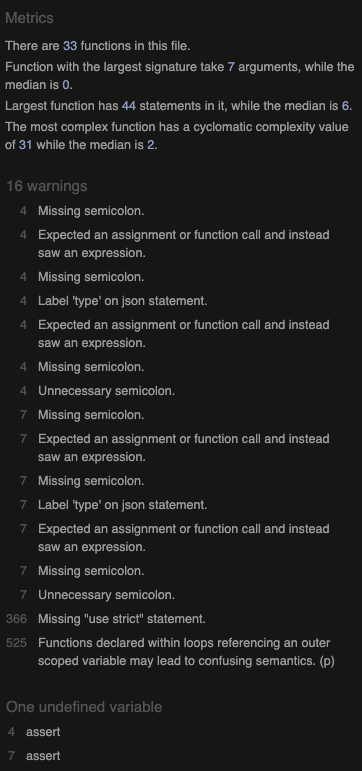 Metrics
There are 33 functions in this file.
Function with the largest signature take 7 arguments, while the
median is 0.
Largest function has 44 statements in it, while the median is 6.
The most complex function has a cyclomatic complexity value
of 31 while the median is 2.
16 warnings
4 Missing semicolon.
4 Expected an assignment or function call and instead
saw an expression.
4 Missing semicolon.
4 Label 'type' on json statement.
4 Expected an assignment or function call and instead
saw an expression.
4 Missing semicolon.
4 Unnecessary semicolon.
7 Missing semicolon.
7 Expected an assignment or function call and instead
saw an expression.
7 Missing semicolon.
7 Label 'type' on json statement.
7 Expected an assignment or function call and instead
saw an expression.
7 Missing semicolon.
7 Unnecessary semicolon.
366 Missing "use strict" statement.
525 Functions declared within loops referencing an outer
scoped variable may lead to confusing semantics. (p)
One undefined variable
4 assert
7 assert